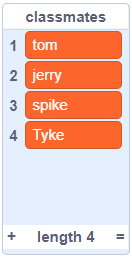 classmates
1 tom
2 jerry
3 spike
4 Tyke
+ length 4 =